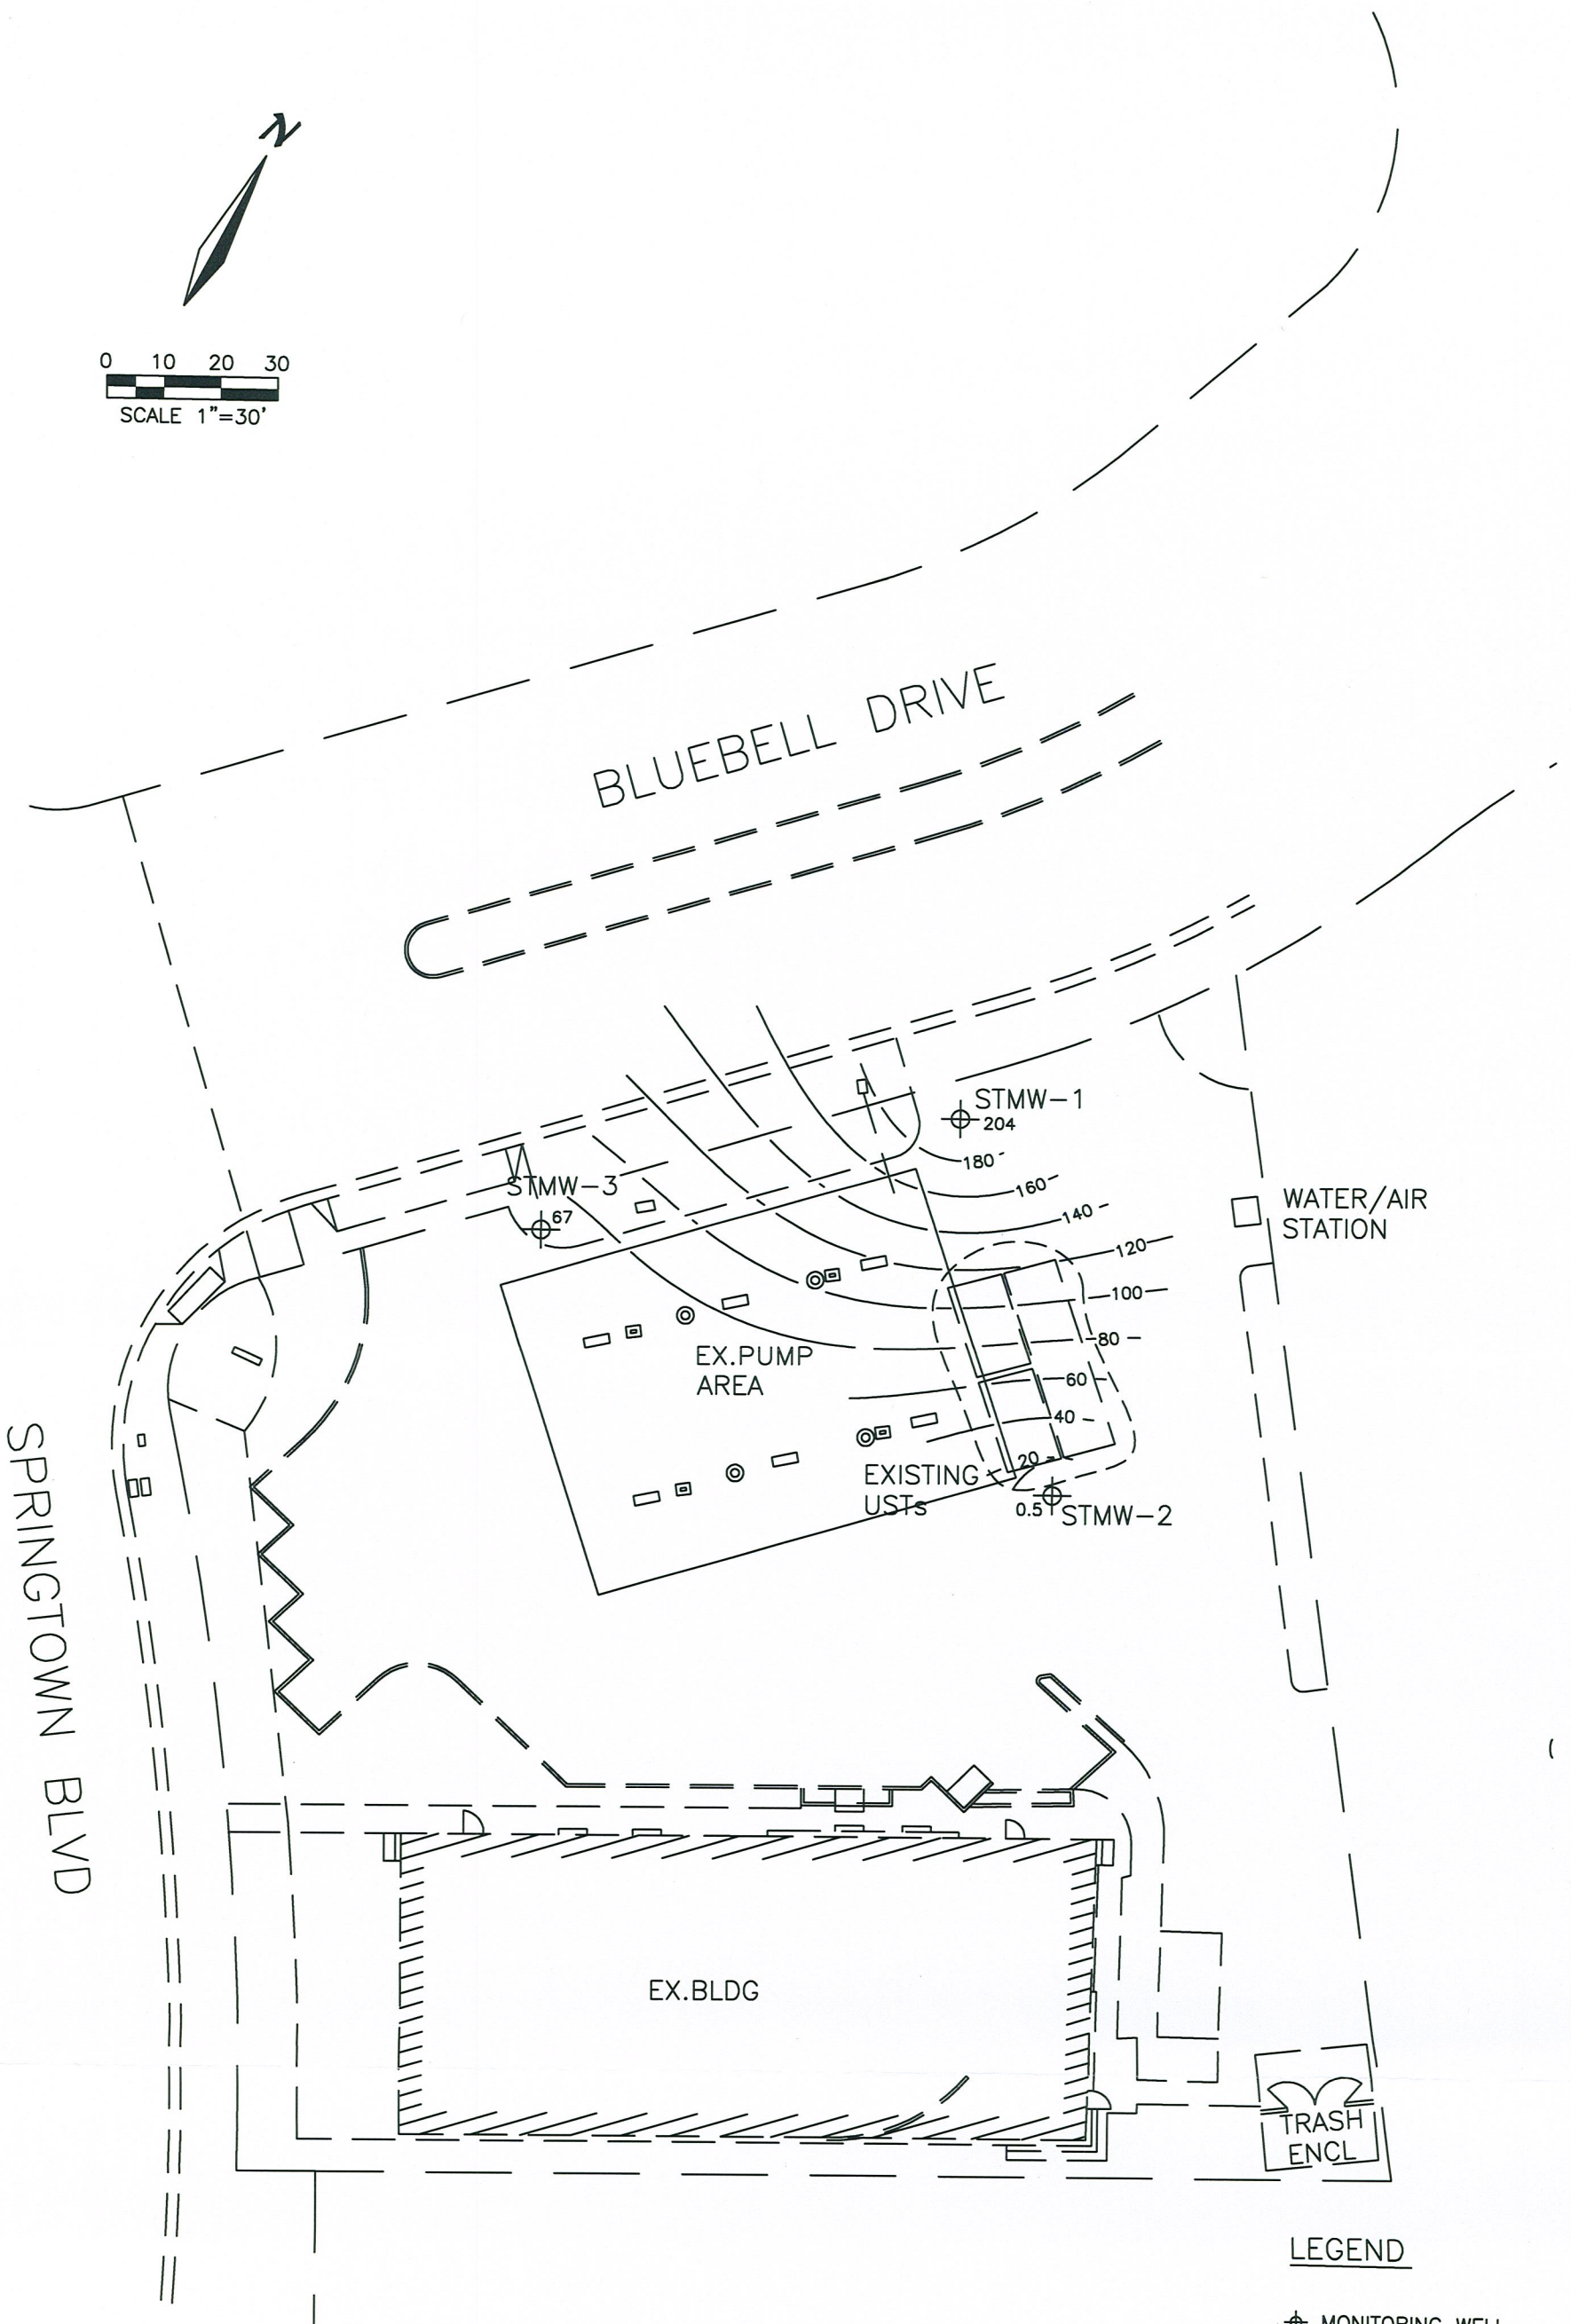 N
0 10 20 30
SCALE 1"=30'
BLUEBELL DRIVE
STMW-1
204
180
160
140
120
100
80
60
40
20
STMW-3
67
WATER/AIR
STATION
EX.PUMP
AREA
EXISTING
USTs
0.5
STMW-2
SPRINGTOWN BLVD
EX.BLDG
TRASH
ENCL
LEGEND
MONITORING WELL